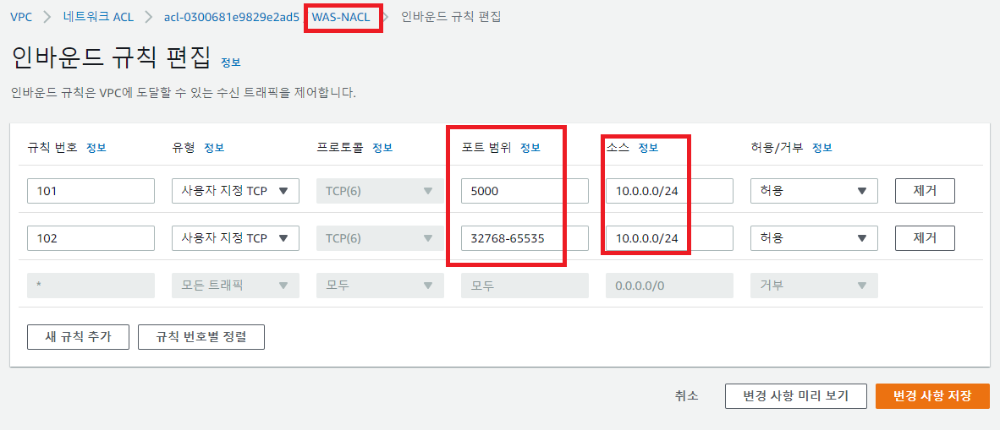 VPC > 네트워크 ACL > acl-0300681e9829e2ad5 / WAS-NACL > 인바운드 규칙 편집
인바운드 규칙 편집 정보
인바운드 규칙은 VPC에 도달할 수 있는 수신 트래픽을 제어합니다.
규칙 번호 정보 유형 정보 프로토콜 정보 포트 범위 정보 소스 정보 허용/거부 정보
101 사용자 지정 TCP TCP(6) 5000 10.0.0.0/24 허용 제거
102 사용자 지정 TCP TCP(6) 32768-65535 10.0.0.0/24 허용 제거
* 모든 트래픽 모두 모두 0.0.0.0/0 거부
새 규칙 추가 규칙 번호별 정렬
취소 변경 사항 미리 보기 변경 사항 저장